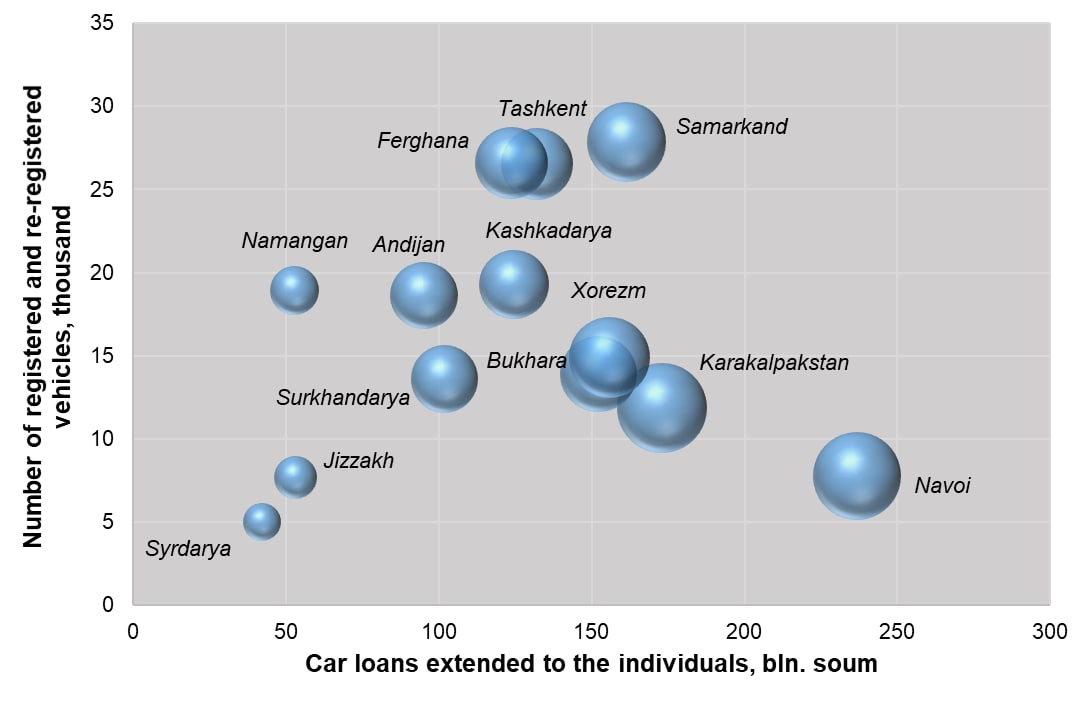 Number of registered and re-registered
vehicles, thousand
35
30
25
20
15
10
5
0
Tashkent
Samarkand
Ferghana
Kashkadarya
Namangan
Andijan
Xorezm
Bukhara
Karakalpakstan
Surkhandarya
Jizzakh
Navoi
Syrdarya
0 50 100 150 200 250 300
Car loans extended to the individuals, bln. soum